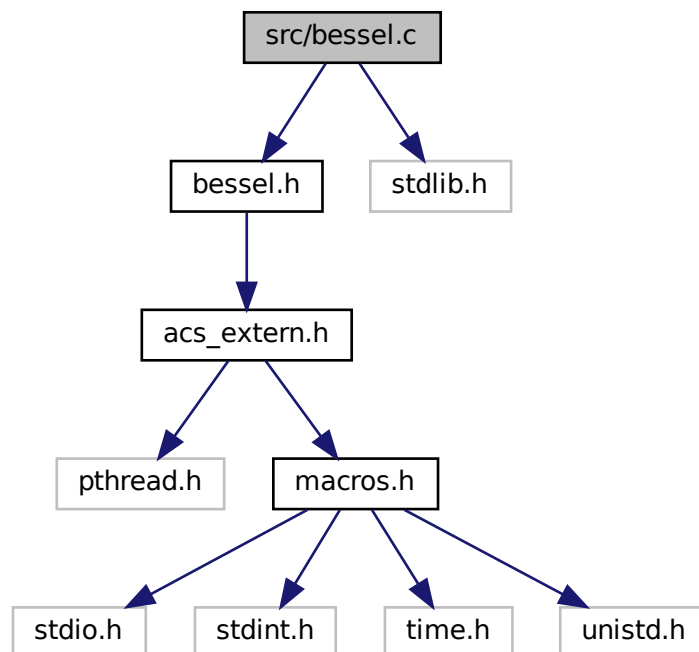 src/bessel.c
bessel.h
stdlib.h
acs_extern.h
pthread.h
macros.h
stdio.h
stdint.h
time.h
unistd.h